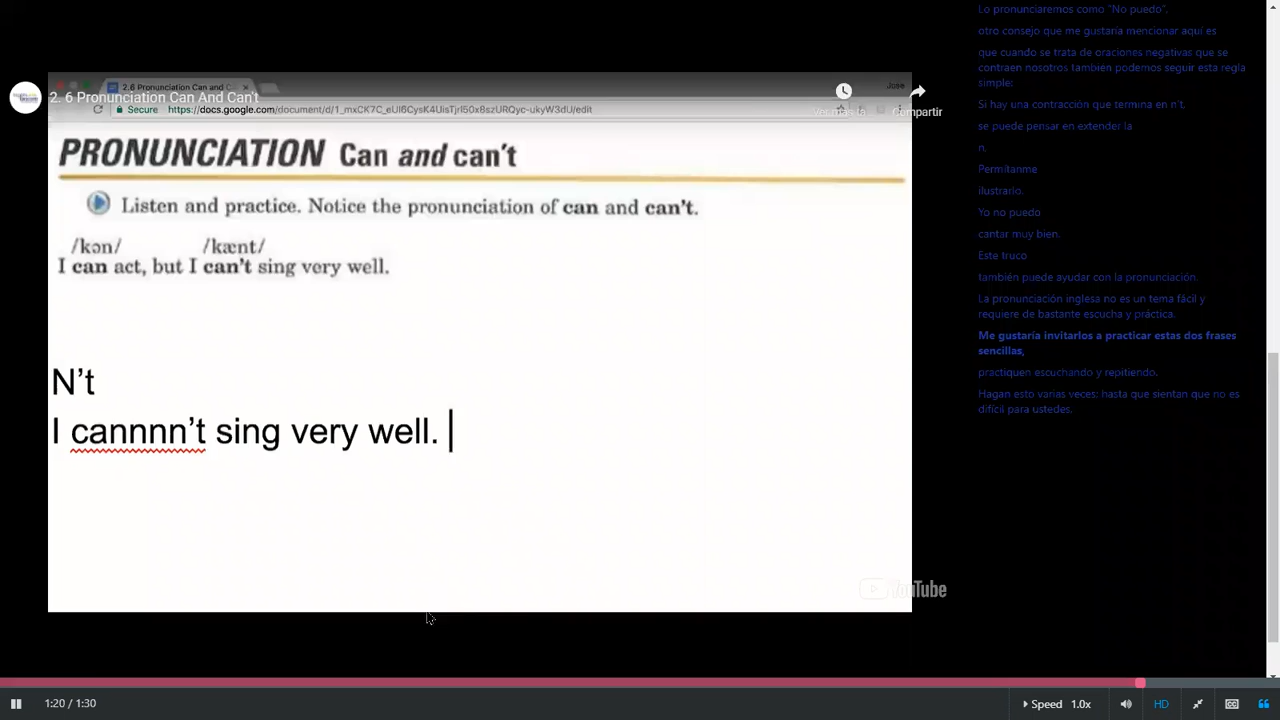 2.6 Pronunciation Can and C
Jose
2. 6 Pronunciation Can And Can't
Secure https://docs.google.com/document/d/1_mxCK7C_eUI6CysK4UisTjrl50x8szURQyc-ukyW3dU/edit
Compartir
PRONUNCIATION Can and can't
Listen and practice. Notice the pronunciation of can and can't.
/kən/ /kænt/
I can act, but I can't sing very well.
N't
I cannnn't sing very well.
YouTube
Lo pronunciaremos como "No puedo".
otro consejo que me gustaría mencionar aquí es
que cuando se trata de oraciones negativas que se
contraen nosotros también podemos seguir esta regla
simple:
Si hay una contracción que termina en n't,
se puede pensar en extender la
n.
Permítanme
ilustrarlo.
Yo no puedo
cantar muy bien.
Este truco
también puede ayudar con la pronunciación.
La pronunciación inglesa no es un tema fácil y
requiere de bastante escucha y práctica.
Me gustaría invitarlos a practicar estas dos frases
sencillas,
practiquen escuchando y repitiendo.
Hagan esto varias veces; hasta que sientan que no es
difícil para ustedes.
1:20 / 1:30
Speed 1.0x
HD